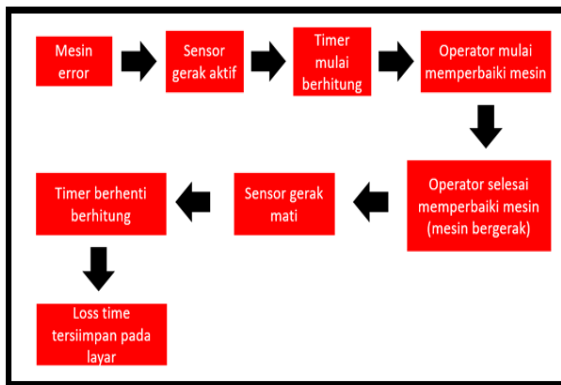 Mesin
error
Sensor
gerak aktif
Timer
mulai
berhitung
Operator mulai
memperbaiki mesin
Operator selesai
memperbaiki mesin
(mesin bergerak)
Sensor gerak
mati
Timer berhenti
berhitung
Loss time
tersiimpan pada
layar